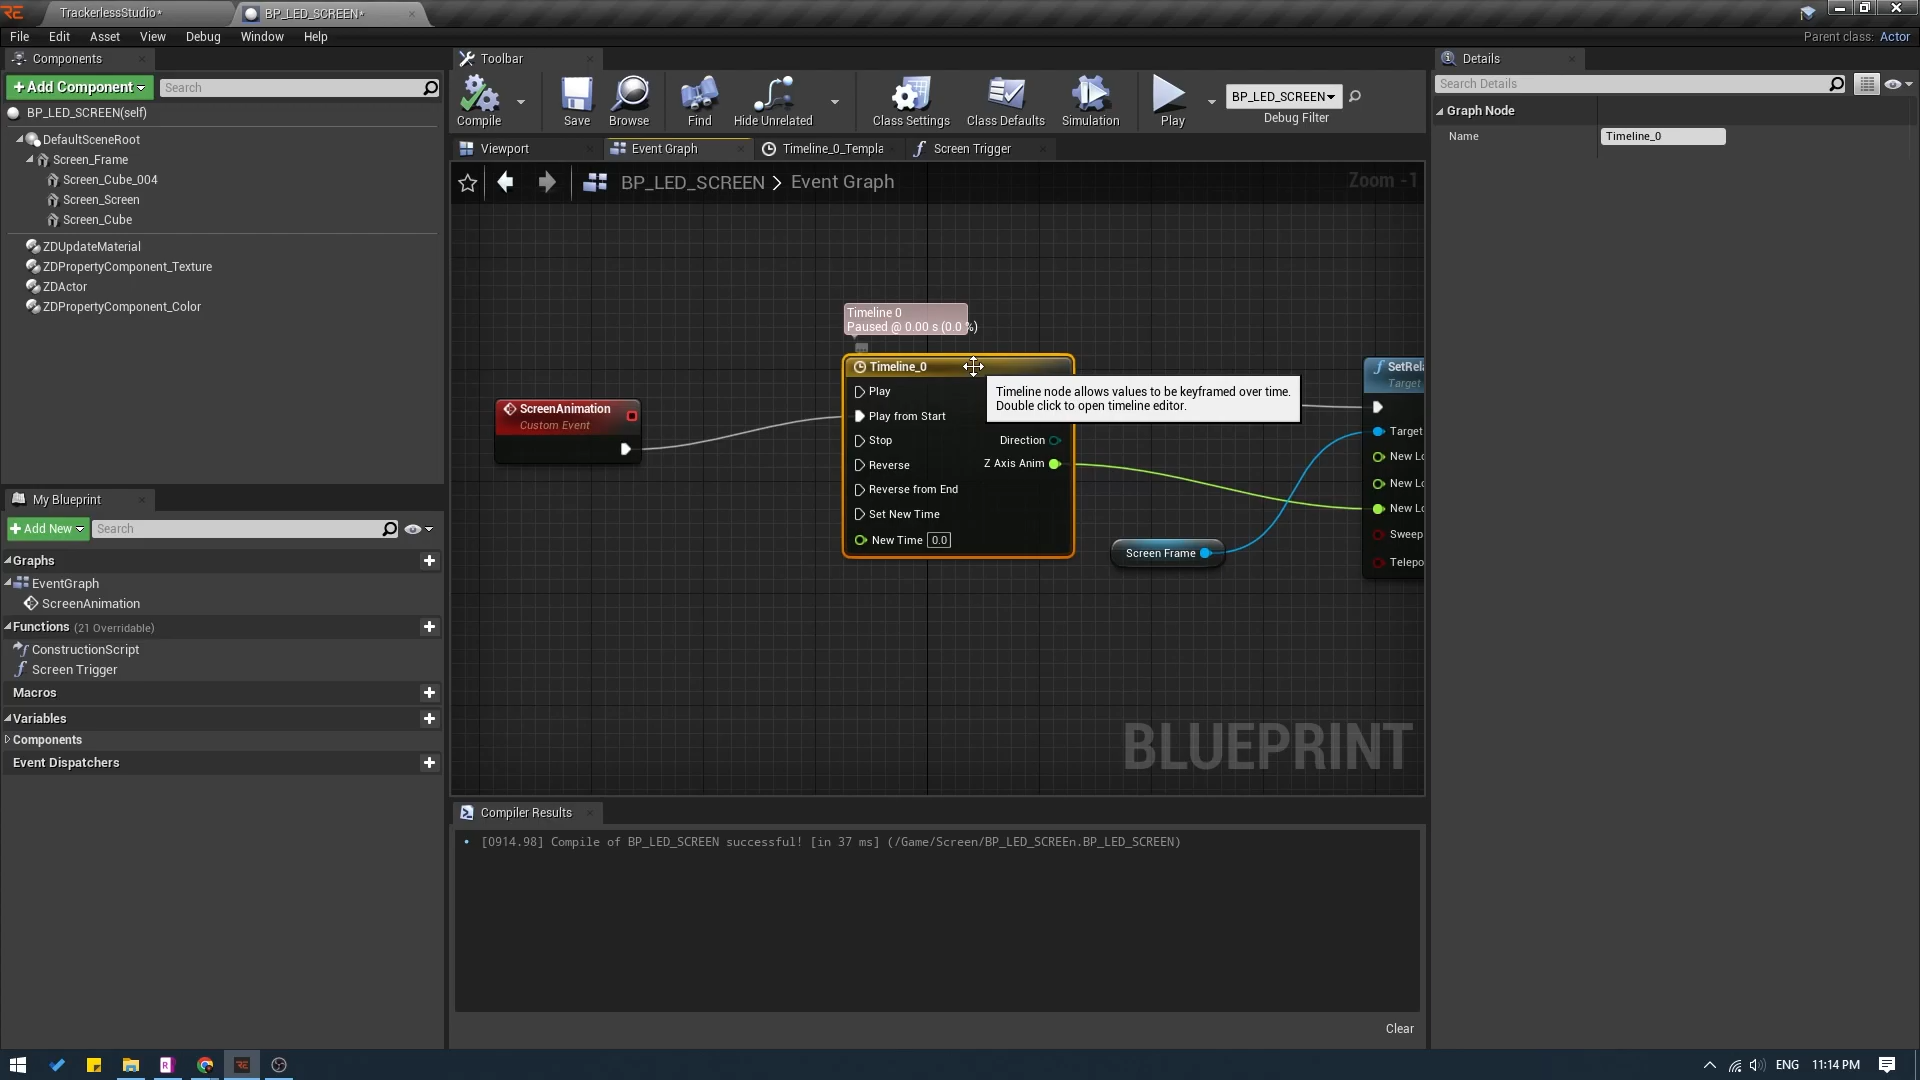 TrackerlessStudio*
BP_LED_SCREEN*
File Edit Asset View Debug Window Help
Parent class: Actor
Components
+ Add Component
Search
BP_LED_SCREEN(self)
DefaultSceneRoot
Screen_Frame
Screen_Cube_004
Screen_Screen
Screen_Cube
ZDUpdateMaterial
ZDPropertyComponent_Texture
ZDActor
ZDPropertyComponent_Color
My Blueprint
+ Add New
Search
Graphs
EventGraph
ScreenAnimation
Functions (21 Overridable)
ConstructionScript
Screen Trigger
Macros
Variables
Components
Event Dispatchers
Toolbar
Compile
Save
Browse
Find
Hide Unrelated
Class Settings
Class Defaults
Simulation
Play
BP_LED_SCREEN
Debug Filter
Viewport
Event Graph
Timeline_0_Templa
Screen Trigger
BP_LED_SCREEN > Event Graph
Zoom -1
Timeline 0
Paused @ 0.00 s (0.0 %)
ScreenAnimation
Custom Event
Timeline_0
Play
Play from Start
Stop
Reverse
Reverse from End
Set New Time
New Time 0.0
Direction
Z Axis Anim
Timeline node allows values to be keyframed over time.
Double click to open timeline editor.
Screen Frame
SetRela
Target
Target
New Lo
New Lo
New Lo
Sweep
Telepo
BLUEPRINT
Compiler Results
[0914.98] Compile of BP_LED_SCREEN successful! [in 37 ms] (/Game/Screen/BP_LED_SCREEn.BP_LED_SCREEN)
Clear
Details
Search Details
Graph Node
Name
Timeline_0
ENG
11:14 PM